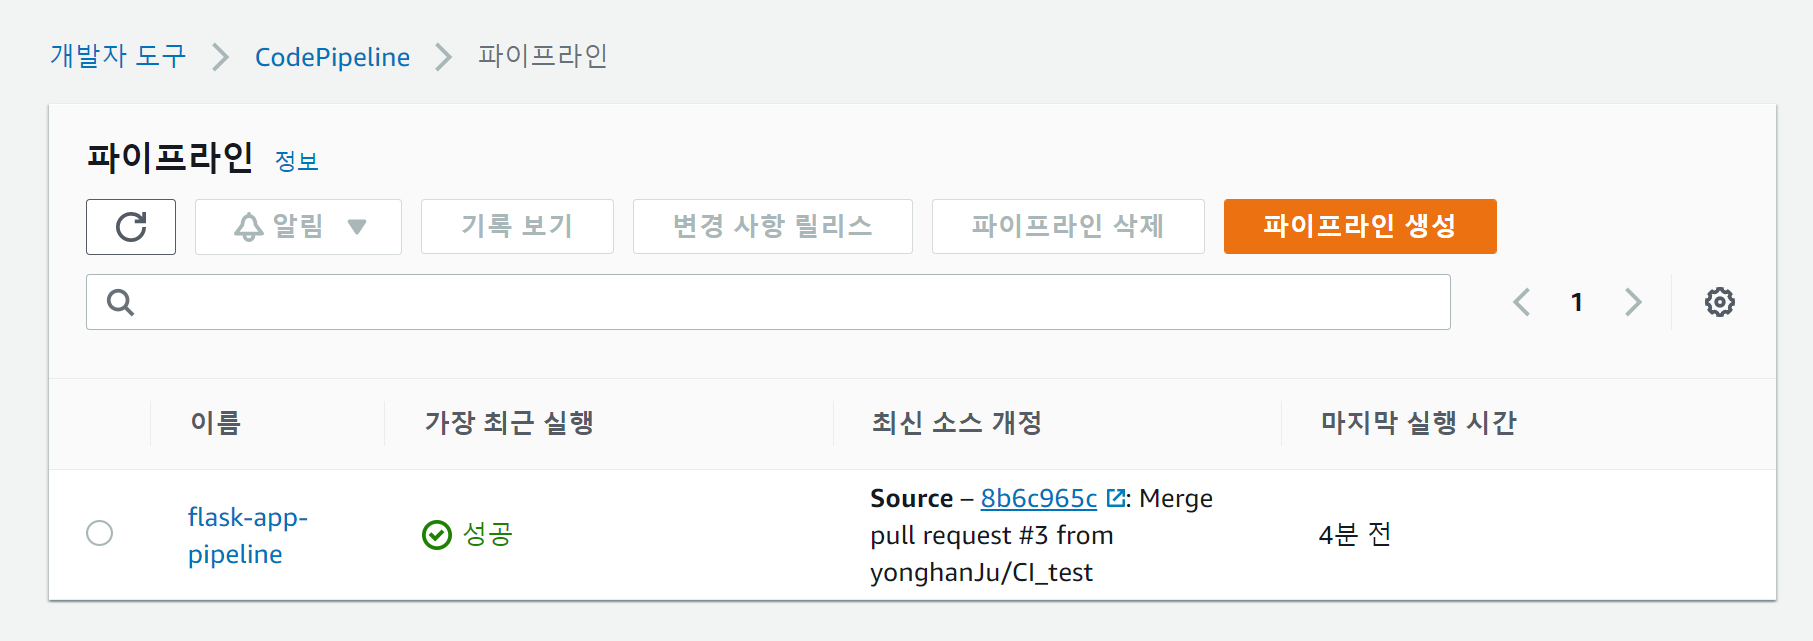 개발자 도구 CodePipeline 파이프라인
파이프라인 정보
알림 기록 보기 변경 사항 릴리스 파이프라인 삭제 파이프라인 생성
1
이름 가장 최근 실행 최신 소스 개정 마지막 실행 시간
flask-app-
pipeline
성공
Source – 8b6c965c: Merge
pull request #3 from
yonghanJu/CI_test
4분 전